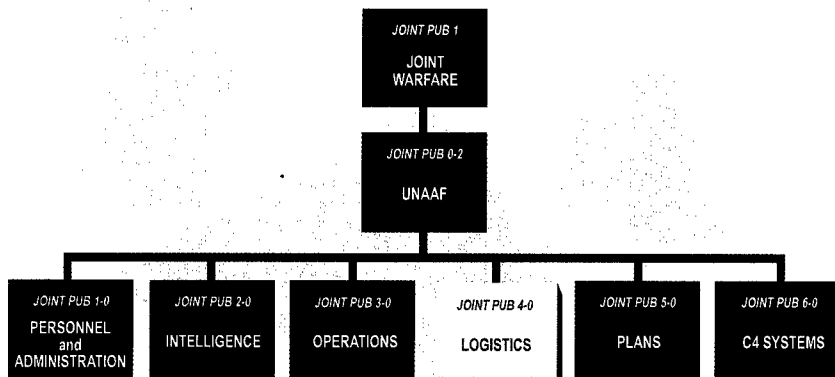 JOINT PUB 1
JOINT
WARFARE
JOINT PUB 0-2
UNAAF
JOINT PUB 1-0
PERSONNEL
and
ADMINISTRATION
JOINT PUB 2-0
INTELLIGENCE
JOINT PUB 3-0
OPERATIONS
JOINT PUB 4-0
LOGISTICS
JOINT PUB 5-0
PLANS
JOINT PUB 6-0
C4 SYSTEMS